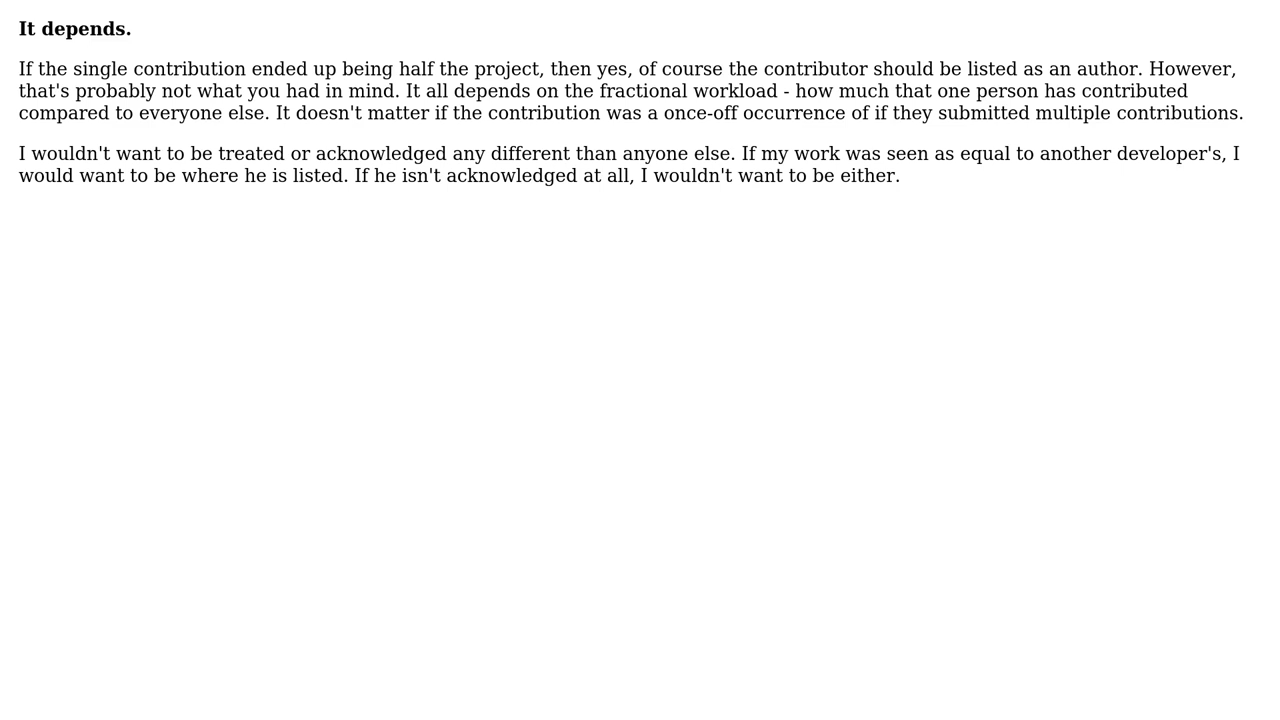 It depends.
If the single contribution ended up being half the project, then yes, of course the contributor should be listed as an author. However,
that's probably not what you had in mind. It all depends on the fractional workload - how much that one person has contributed
compared to everyone else. It doesn't matter if the contribution was a once-off occurrence of if they submitted multiple contributions.
I wouldn't want to be treated or acknowledged any different than anyone else. If my work was seen as equal to another developer's, I
would want to be where he is listed. If he isn't acknowledged at all, I wouldn't want to be either.